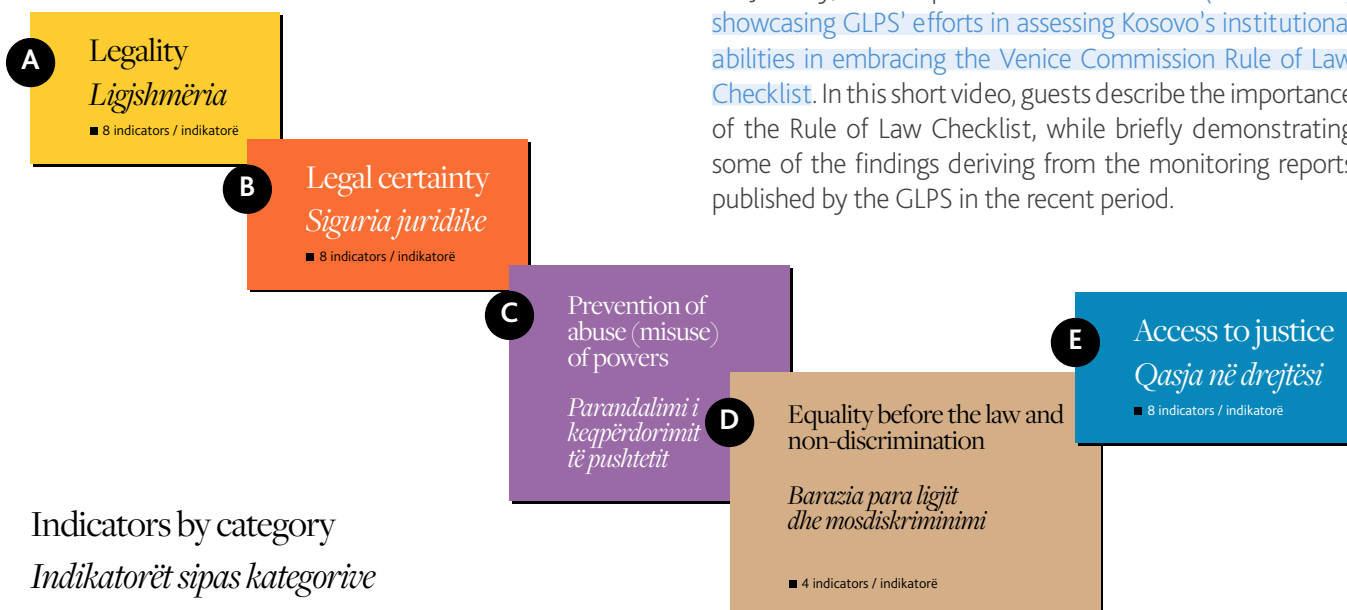 A
Legality
Ligjshmëria
8 indicators / indikatorë
showcasing GLPS’ efforts in assessing Kosovo’s institutional
abilities in embracing the Venice Commission Rule of Law
Checklist. In this short video, guests describe the importance
of the Rule of Law Checklist, while briefly demonstrating
some of the findings deriving from the monitoring reports
published by the GLPS in the recent period.
B
Legal certainty
Siguria juridike
8 indicators / indikatorë
C
Prevention of
abuse (misuse)
of powers
Parandalimi i
keqpërdorimit
të pushtetit
D
Equality before the law and
non-discrimination
Barazia para ligjit
dhe mosdiskriminimi
4 indicators / indikatorë
E
Access to justice
Qasja në drejtësi
8 indicators / indikatorë
Indicators by category
Indikatorët sipas kategorive